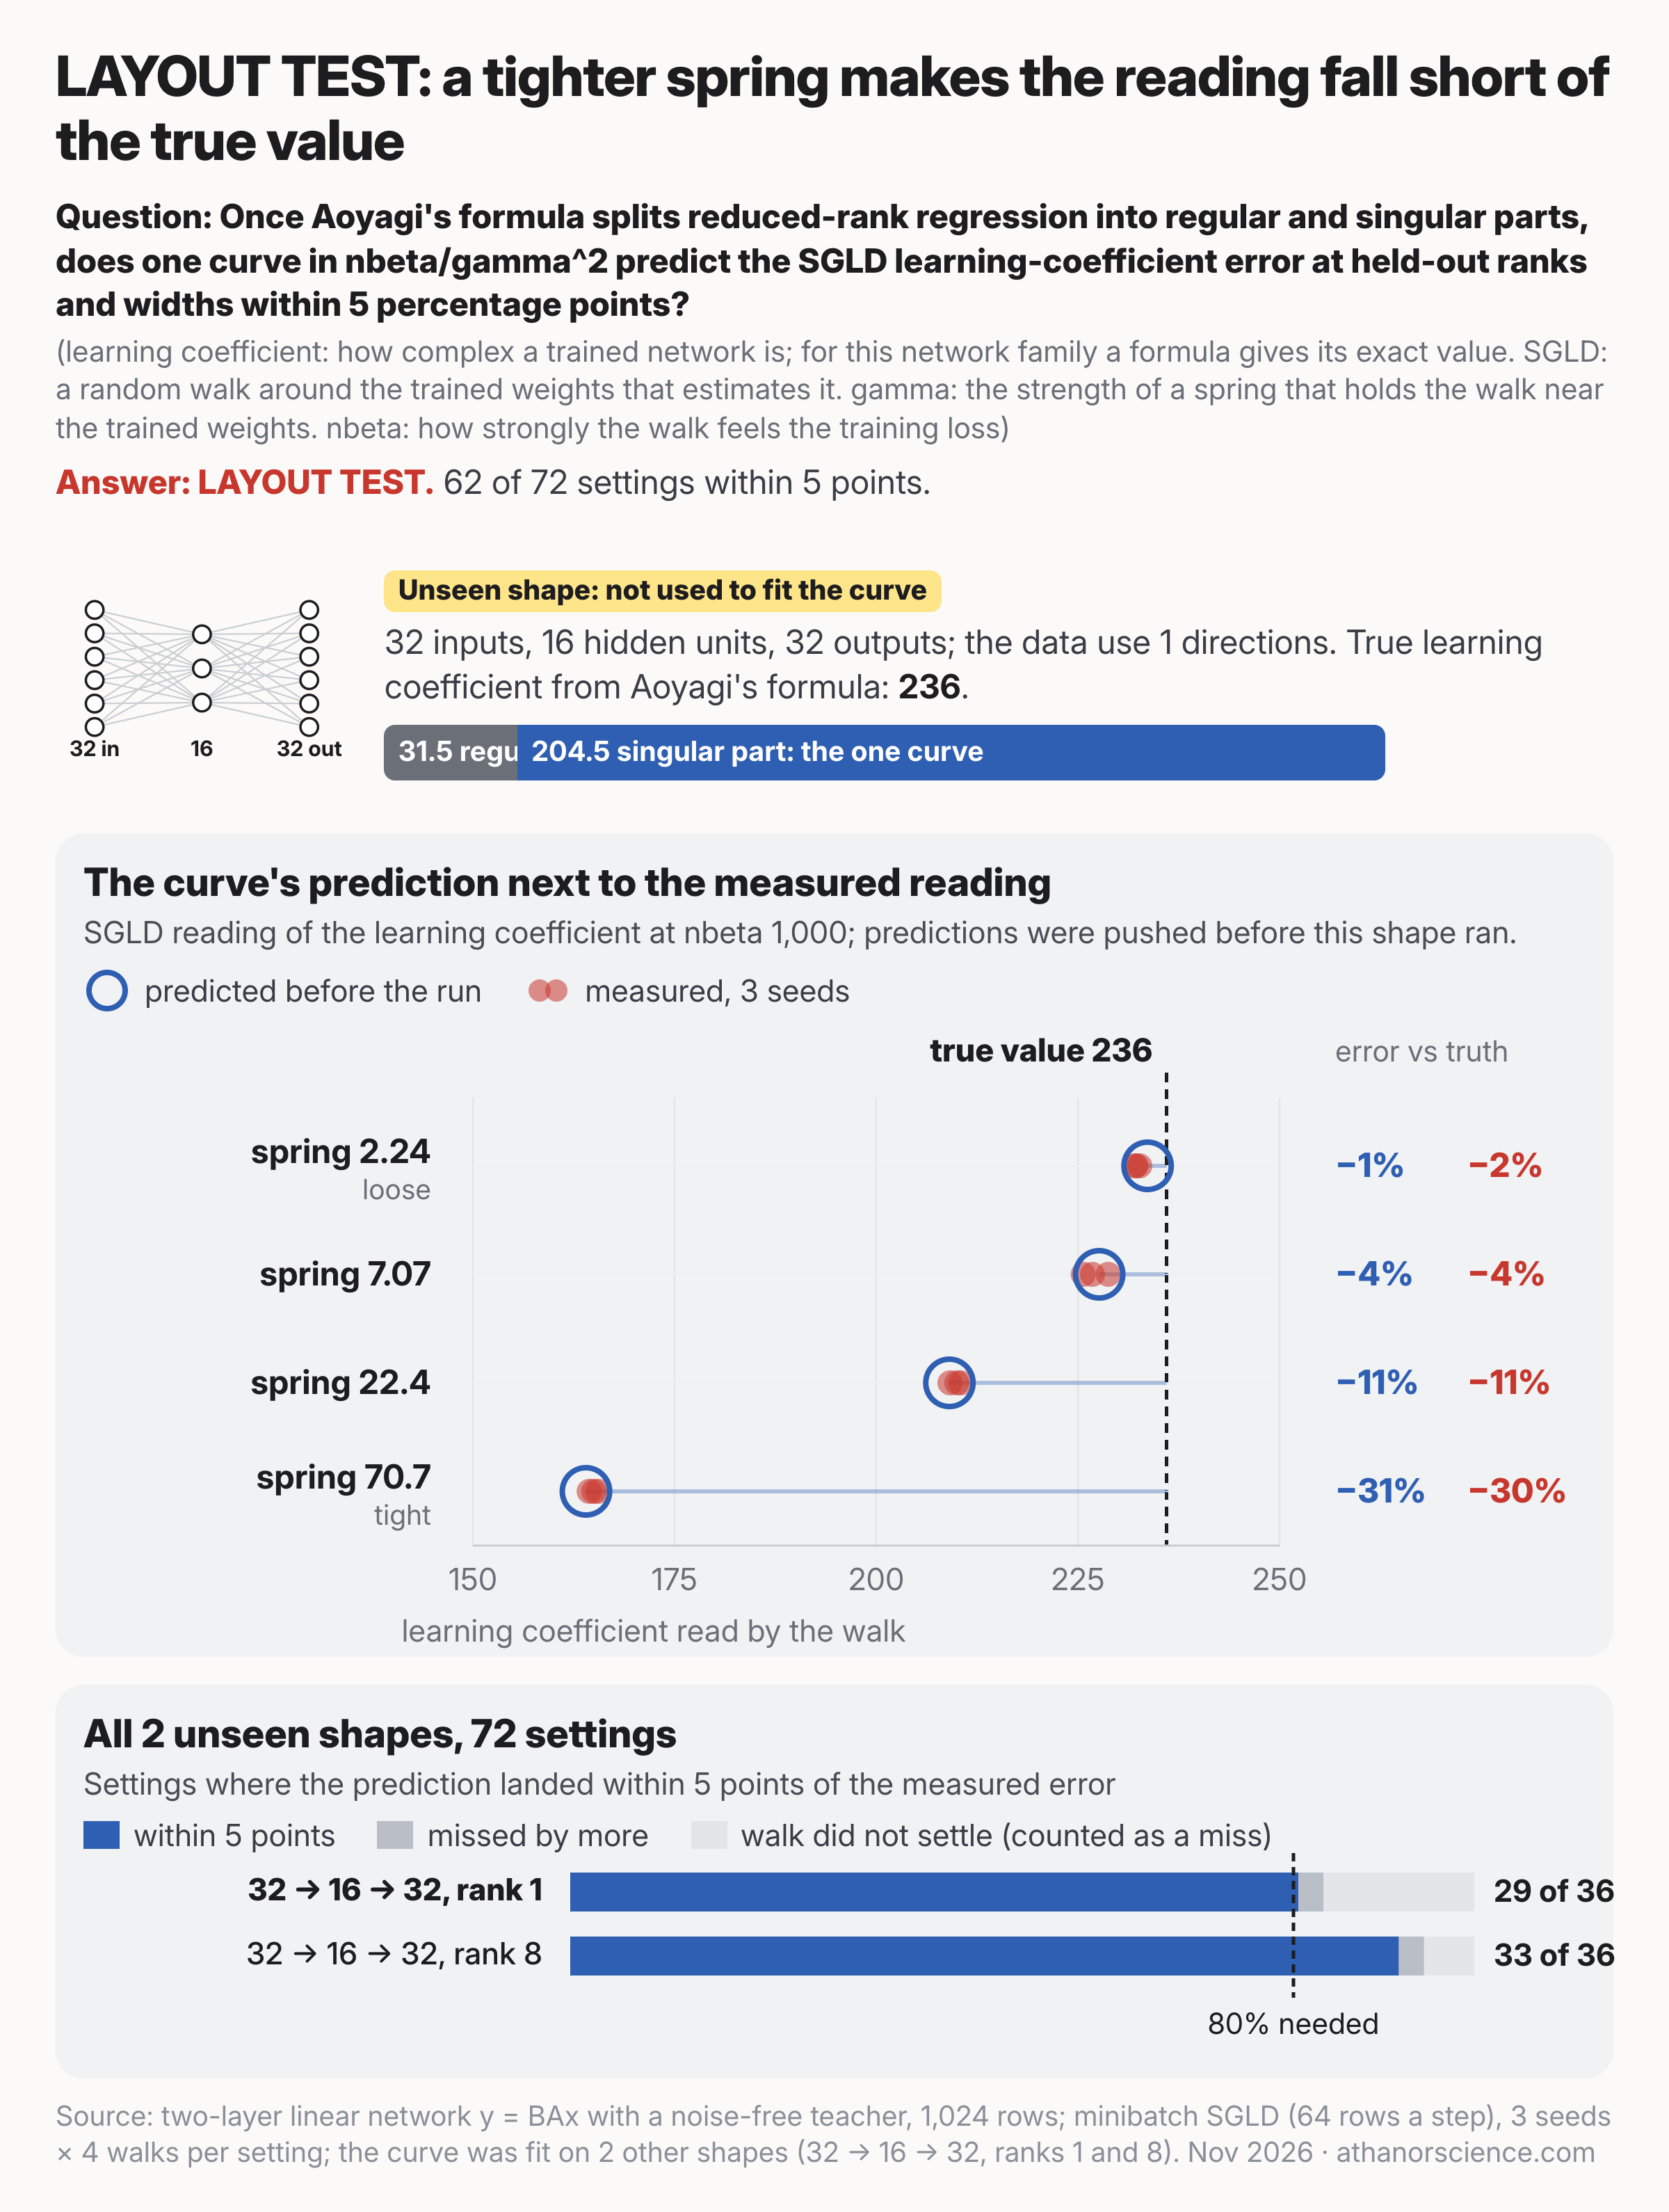 LAYOUT TEST: a tighter spring makes the reading fall short of
the true value
Question: Once Aoyagi's formula splits reduced-rank regression into regular and singular parts,
does one curve in nbeta/gamma^2 predict the SGLD learning-coefficient error at held-out ranks
and widths within 5 percentage points?
(learning coefficient: how complex a trained network is; for this network family a formula gives its exact value. SGLD:
a random walk around the trained weights that estimates it. gamma: the strength of a spring that holds the walk near
the trained weights. nbeta: how strongly the walk feels the training loss)
Answer: LAYOUT TEST. 62 of 72 settings within 5 points.
Unseen shape: not used to fit the curve
32 inputs, 16 hidden units, 32 outputs; the data use 1 directions. True learning
coefficient from Aoyagi's formula: 236.
32 in 16 32 out
31.5 regu 204.5 singular part: the one curve
The curve's prediction next to the measured reading
SGLD reading of the learning coefficient at nbeta 1,000; predictions were pushed before this shape ran.
predicted before the run measured, 3 seeds
true value 236 error vs truth
spring 2.24 −1% −2%
loose
spring 7.07 −4% −4%
spring 22.4 −11% −11%
spring 70.7 −31% −30%
tight
150 175 200 225 250
learning coefficient read by the walk
All 2 unseen shapes, 72 settings
Settings where the prediction landed within 5 points of the measured error
within 5 points missed by more walk did not settle (counted as a miss)
32 → 16 → 32, rank 1 29 of 36
32 → 16 → 32, rank 8 33 of 36
80% needed
Source: two-layer linear network y = BAx with a noise-free teacher, 1,024 rows; minibatch SGLD (64 rows a step), 3 seeds
× 4 walks per setting; the curve was fit on 2 other shapes (32 → 16 → 32, ranks 1 and 8). Nov 2026 · athanorscience.com